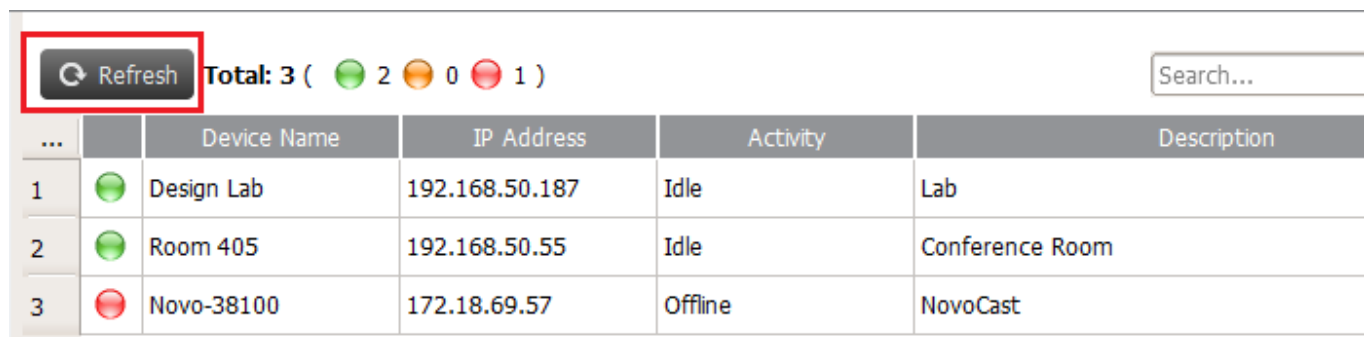 Refresh Total: 3 ( 2 0 1 ) Search...
... Device Name IP Address Activity Description
1 Design Lab 192.168.50.187 Idle Lab
2 Room 405 192.168.50.55 Idle Conference Room
3 Novo-38100 172.18.69.57 Offline NovoCast